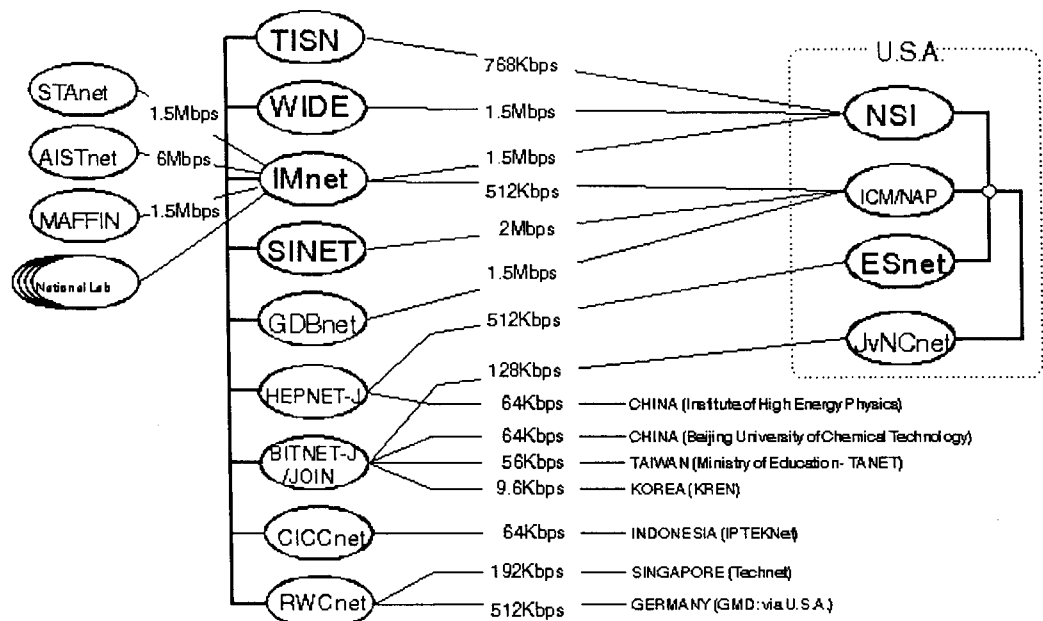 U.S.A.
TISN
768Kbps
STAnet
1.5Mbps
WIDE
1.5Mbps
NSI
AISTnet
6Mbps
IMnet
1.5Mbps
512Kbps
ICM/NAP
MAFFIN
1.5Mbps
SINET
2Mbps
ESnet
National Lab
1.5Mbps
GDBnet
512Kbps
JvNCnet
128Kbps
HEPNET-J
64Kbps
CHINA (Institute of High Energy Physics)
BITNET-J
/JOIN
64Kbps
CHINA (Beijing University of Chemical Technology)
56Kbps
TAIWAN (Ministry of Education- TANET)
9.6Kbps
KOREA (KREN)
CICCnet
64Kbps
INDONESIA (IPTEKNet)
192Kbps
SINGAPORE (Technet)
RWCnet
512Kbps
GERMANY (GMD: via U.S.A.)